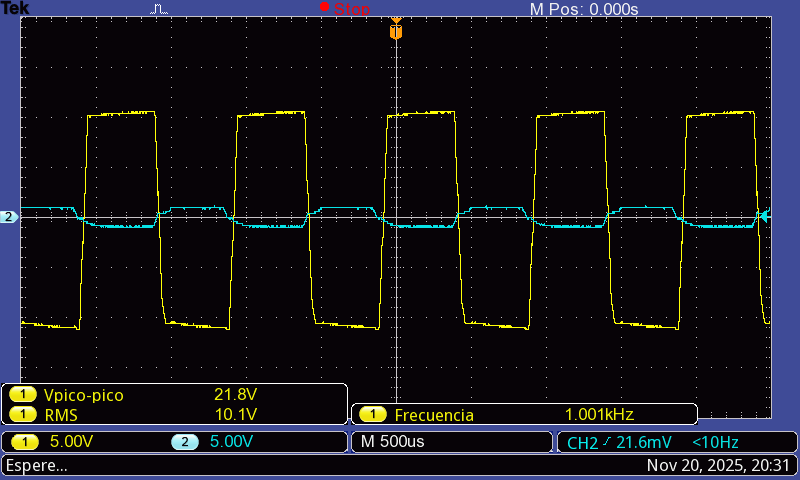 Tek Stop M Pos: 0.000s
T
2
1 Vpico-pico 21.8V
1 RMS 10.1V
1 Frecuencia 1.001kHz
1 5.00V 2 5.00V M 500us CH2 21.6mV <10Hz
Espere... Nov 20, 2025, 20:31